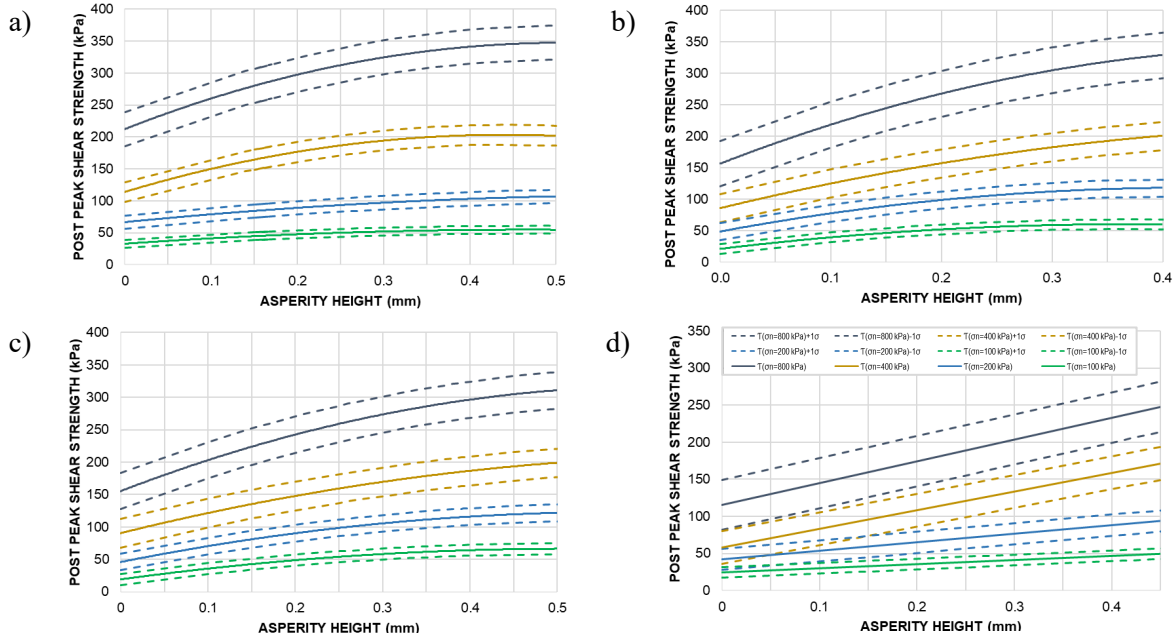 a)
POST PEAK SHEAR STRENGTH (kPa)
400
350
300
250
200
150
100
50
0
0 0.1 0.2 0.3 0.4 0.5
ASPERITY HEIGHT (mm)
b)
POST PEAK SHEAR STRENGTH (kPa)
400
350
300
250
200
150
100
50
0
0.0 0.1 0.2 0.3 0.4
ASPERITY HEIGHT (mm)
c)
POST PEAK SHEAR STRENGTH (kPa)
400
350
300
250
200
150
100
50
0
0 0.1 0.2 0.3 0.4 0.5
ASPERITY HEIGHT (mm)
d)
POST PEAK SHEAR STRENGTH (kPa)
350
300
250
200
150
100
50
0
T(σn=800 kPa)+1σ T(σn=800 kPa)-1σ T(σn=400 kPa)+1σ T(σn=400 kPa)-1σ
T(σn=200 kPa)+1σ T(σn=200 kPa)-1σ T(σn=100 kPa)+1σ T(σn=100 kPa)-1σ
T(σn=800 kPa) T(σn=400 kPa) T(σn=200 kPa) T(σn=100 kPa)
0 0.1 0.2 0.3 0.4
ASPERITY HEIGHT (mm)